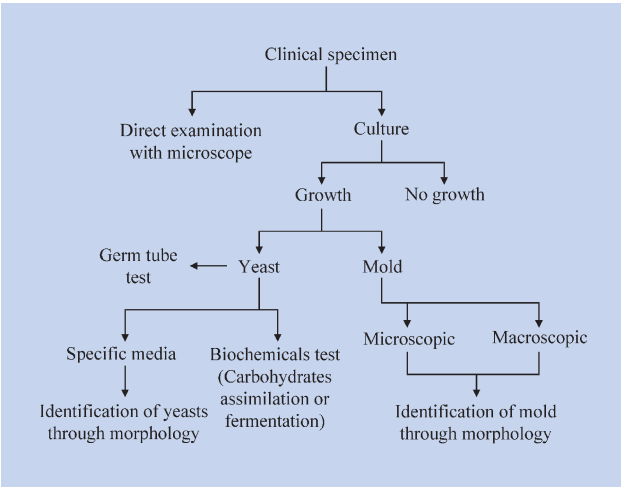 Clinical specimen
Direct examination
with microscope
Culture
Growth
No growth
Germ tube
test
Yeast
Mold
Specific media
Biochemicals test
(Carbohydrates
assimilation or
fermentation)
Microscopic
Macroscopic
Identification of yeasts
through morphology
Identification of mold
through morphology